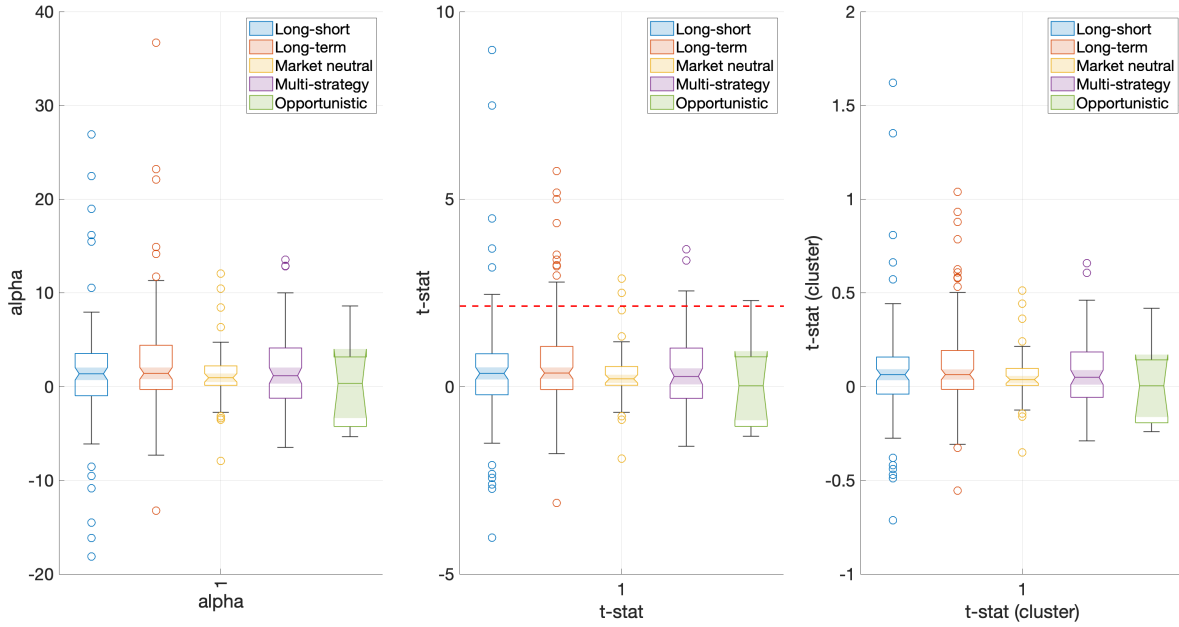 40
30
20
10
0
-10
-20
alpha
1
alpha
Long-short
Long-term
Market neutral
Multi-strategy
Opportunistic
10
5
0
-5
t-stat
1
t-stat
Long-short
Long-term
Market neutral
Multi-strategy
Opportunistic
2
1.5
1
0.5
0
-0.5
-1
t-stat (cluster)
1
t-stat (cluster)
Long-short
Long-term
Market neutral
Multi-strategy
Opportunistic